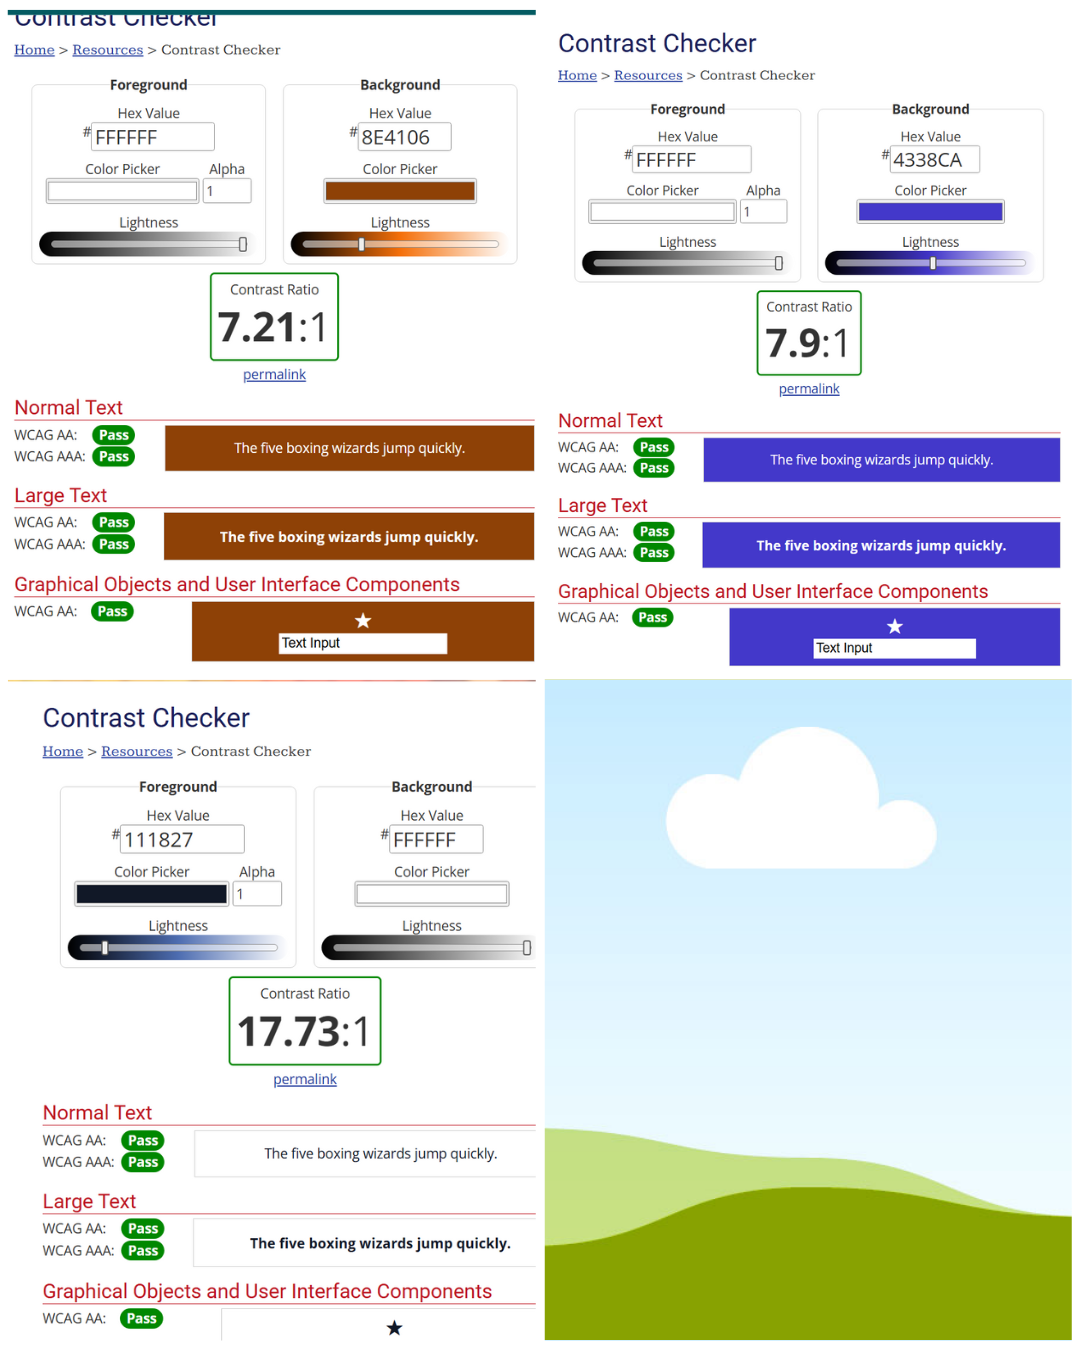 Contrast Checker
Home > Resources > Contrast Checker
Foreground
Hex Value
# FFFFFF
Color Picker Alpha
1
Lightness
Background
Hex Value
# 8E4106
Color Picker
Lightness
Contrast Ratio
7.21:1
permalink
Normal Text
WCAG AA: Pass
WCAG AAA: Pass
The five boxing wizards jump quickly.
Large Text
WCAG AA: Pass
WCAG AAA: Pass
The five boxing wizards jump quickly.
Graphical Objects and User Interface Components
WCAG AA: Pass
★
Text Input
Contrast Checker
Home > Resources > Contrast Checker
Foreground
Hex Value
# FFFFFF
Color Picker Alpha
1
Lightness
Background
Hex Value
# 4338CA
Color Picker
Lightness
Contrast Ratio
7.9:1
permalink
Normal Text
WCAG AA: Pass
WCAG AAA: Pass
The five boxing wizards jump quickly.
Large Text
WCAG AA: Pass
WCAG AAA: Pass
The five boxing wizards jump quickly.
Graphical Objects and User Interface Components
WCAG AA: Pass
★
Text Input
Contrast Checker
Home > Resources > Contrast Checker
Foreground
Hex Value
# 111827
Color Picker Alpha
1
Lightness
Background
Hex Value
# FFFFFF
Color Picker
Lightness
Contrast Ratio
17.73:1
permalink
Normal Text
WCAG AA: Pass
WCAG AAA: Pass
The five boxing wizards jump quickly.
Large Text
WCAG AA: Pass
WCAG AAA: Pass
The five boxing wizards jump quickly.
Graphical Objects and User Interface Components
WCAG AA: Pass
★